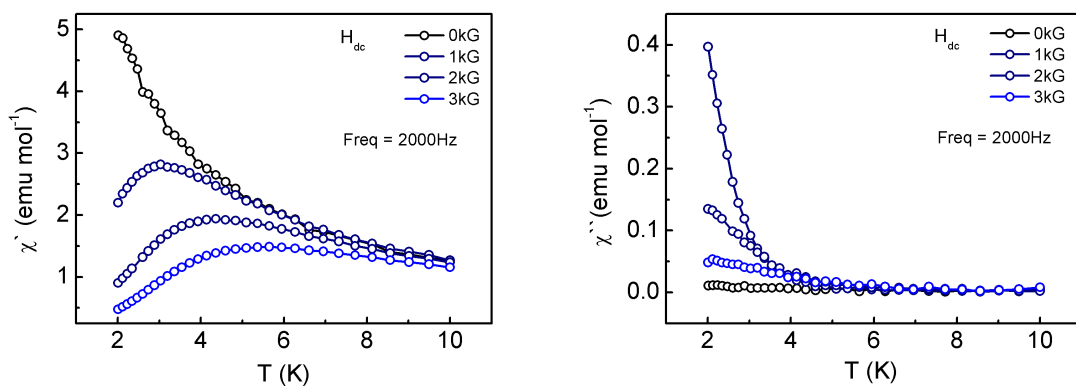 5
4
3
2
1
χ` (emu mol⁻¹)
2 4 6 8 10
T (K)
H_dc
0kG
1kG
2kG
3kG
Freq = 2000Hz
0.4
0.3
0.2
0.1
0.0
χ`` (emu mol⁻¹)
2 4 6 8 10
T (K)
H_dc
0kG
1kG
2kG
3kG
Freq = 2000Hz